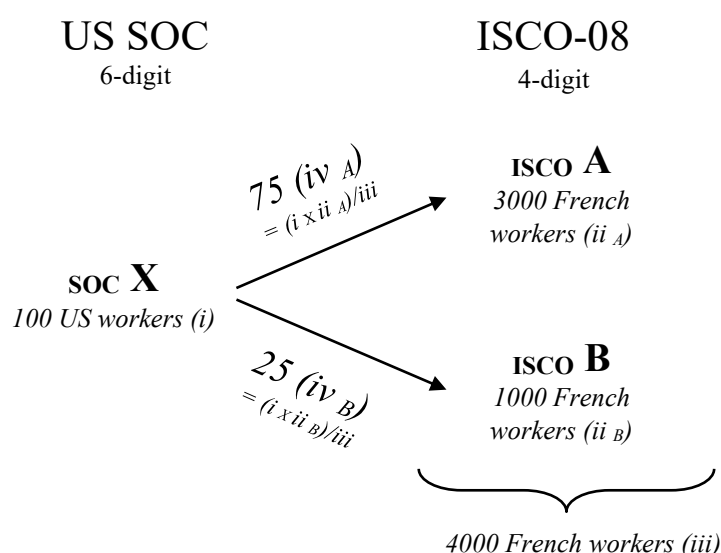 US SOC
6-digit
ISCO-08
4-digit
75 (iv A)
= (i x ii A)/iii
ISCO A
3000 French
workers (ii A)
SOC X
100 US workers (i)
25 (iv B)
= (i x ii B)/iii
ISCO B
1000 French
workers (ii B)
4000 French workers (iii)